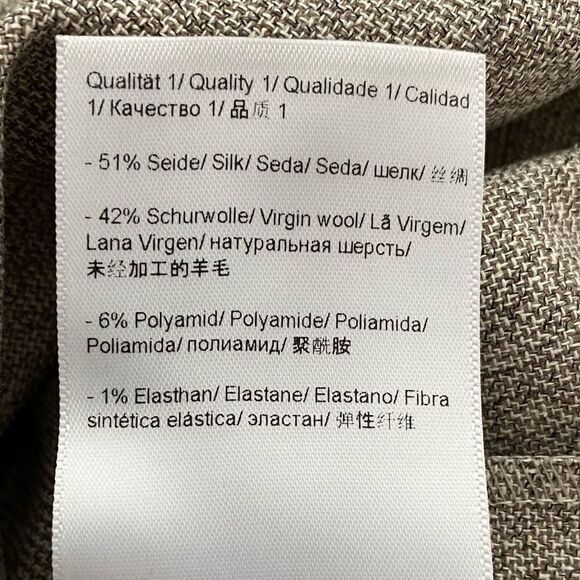 Qualität 1/ Quality 1/ Qualidade 1/ Calidad
1/ Качество 1/ 品质 1
- 51% Seide/ Silk/ Seda/ Seda/ шелк/ 丝绸
- 42% Schurwolle/ Virgin wool/ Lã Virgem/
Lana Virgen/ натуральная шерсть/
未经加工的羊毛
- 6% Polyamid/ Polyamide/ Poliamida/
Poliamida/ полиамид/ 聚酰胺
- 1% Elasthan/ Elastane/ Elastano/ Fibra
sintética elástica/ эластан/ 弹性纤维